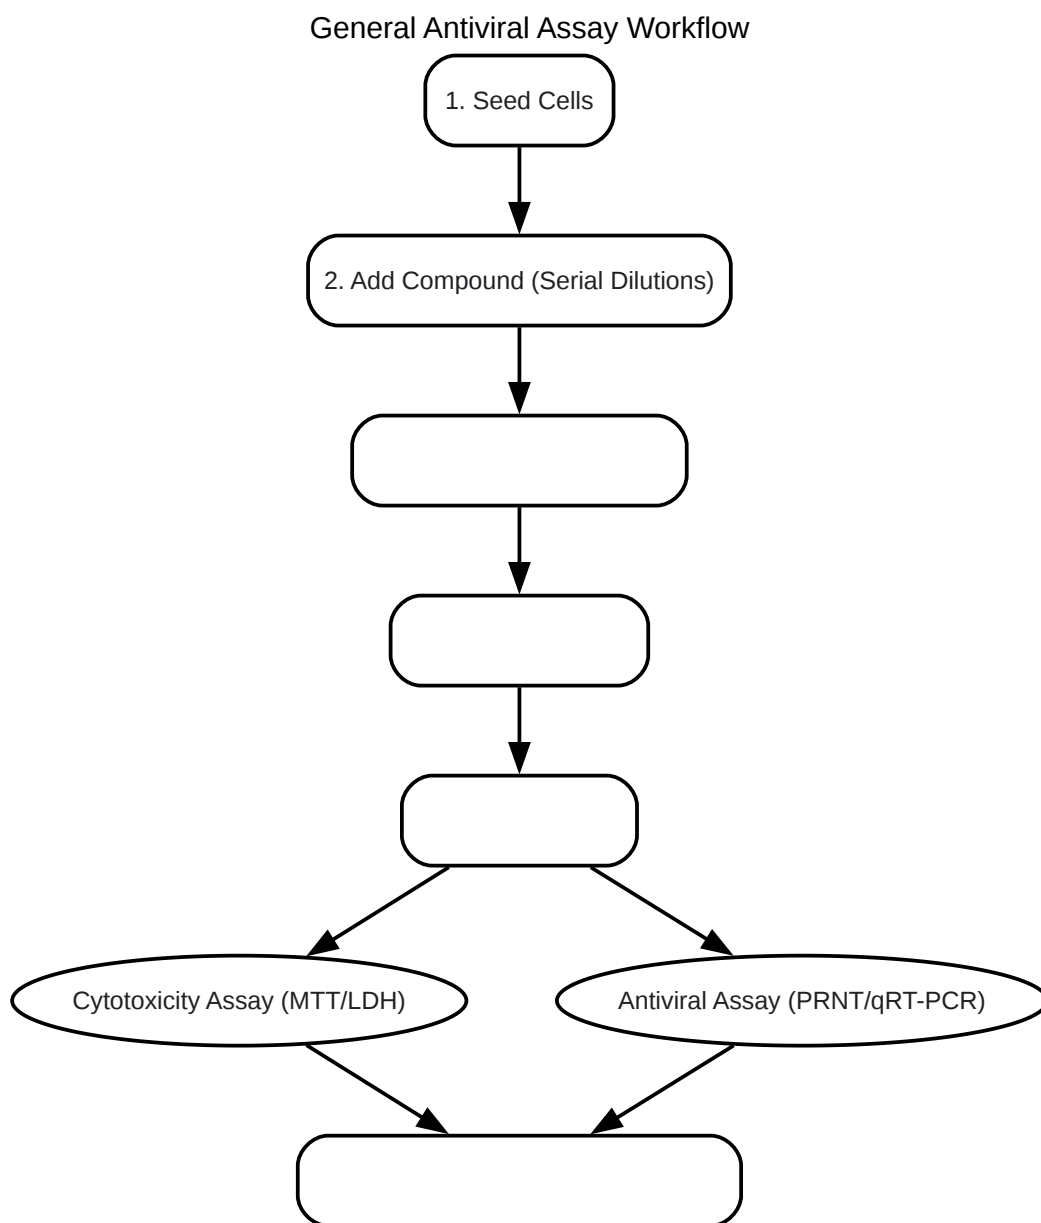 General Antiviral Assay Workflow
1. Seed Cells
2. Add Compound (Serial Dilutions)
Cytotoxicity Assay (MTT/LDH)
Antiviral Assay (PRNT/qRT-PCR)